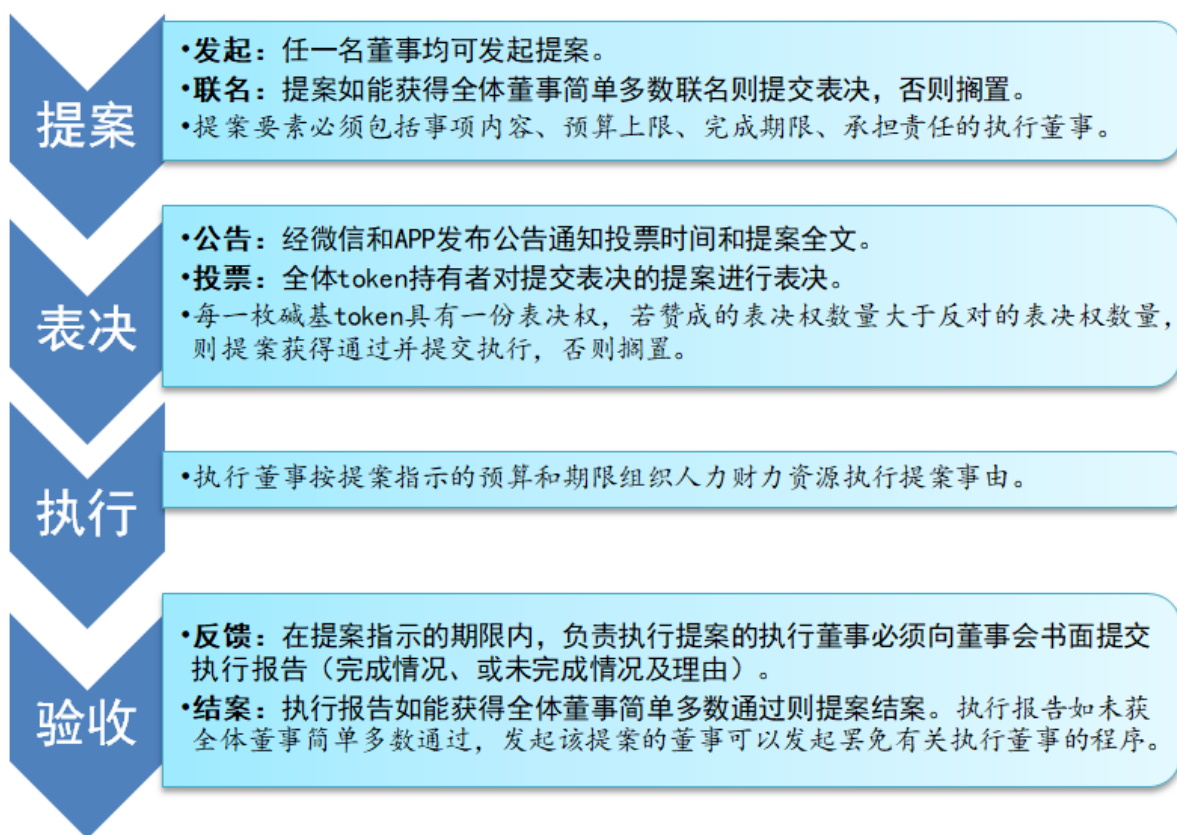 提案
•发起：任一名董事均可发起提案。
•联名：提案如能获得全体董事简单多数联名则提交表决，否则搁置。
•提案要素必须包括事项内容、预算上限、完成期限、承担责任的执行董事。
表决
•公告：经微信和APP发布公告通知投票时间和提案全文。
•投票：全体token持有者对提交表决的提案进行表决。
•每一枚碱基token具有一份表决权，若赞成的表决权数量大于反对的表决权数量，
则提案获得通过并提交执行，否则搁置。
执行
•执行董事按提案指示的预算和期限组织人力财力资源执行提案事由。
验收
•反馈：在提案指示的期限内，负责执行提案的执行董事必须向董事会书面提交
执行报告（完成情况、或未完成情况及理由）。
•结案：执行报告如能获得全体董事简单多数通过则提案结案。执行报告如未获
全体董事简单多数通过，发起该提案的董事可以发起罢免有关执行董事的程序。